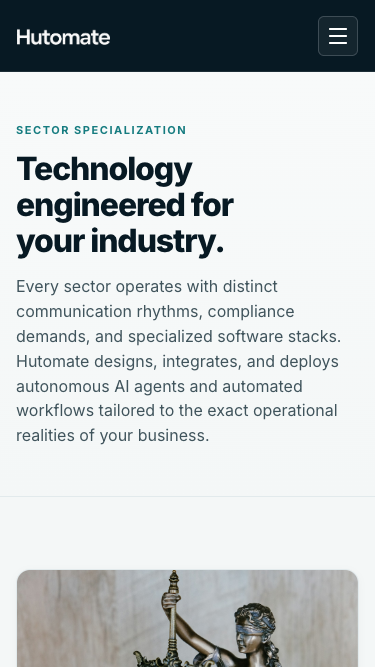 Hutomate
SECTOR SPECIALIZATION
Technology
engineered for
your industry.
Every sector operates with distinct
communication rhythms, compliance
demands, and specialized software stacks.
Hutomate designs, integrates, and deploys
autonomous AI agents and automated
workflows tailored to the exact operational
realities of your business.